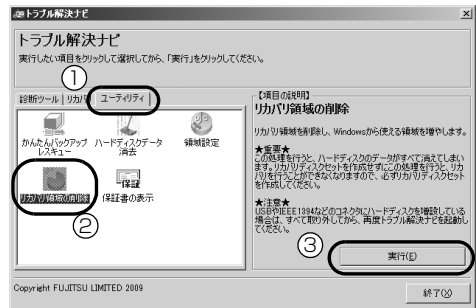 トラブル解決ナビ
トラブル解決ナビ
実行したい項目をクリックして選択してから、「実行」をクリックしてください。
①
診断ツール リカバリ ユーティリティ
かんたんバックアップ
レスキュー
ハードディスクデータ
消去
領域設定
リカバリ領域の削除
保証書の表示
②
【項目の説明】
リカバリ領域の削除
リカバリ領域を削除し、Windowsから使える領域を増やします。
★重要★
この処理を行うと、ハードディスクのデータがすべて消えてしまい
ます。リカバリディスクセットを作成せずにこの処理を行うと、リカバ
リを行うことができなくなりますので、必ずリカバリディスクセット
を作成してください。
★注意★
USBやIEEE1394などのコネクタにハードディスクを増設している
場合は、すべて取り外してから、再度トラブル解決ナビを起動し
てください。
③
実行(E)
Copyright FUJITSU LIMITED 2009
終了(X)